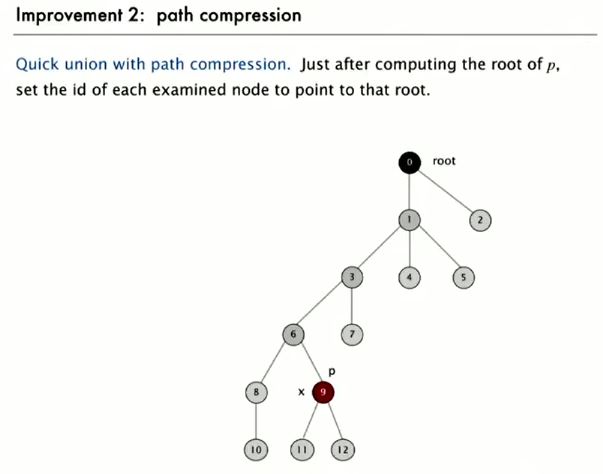 Improvement 2: path compression
Quick union with path compression. Just after computing the root of p,
set the id of each examined node to point to that root.
0 root
1 2
3 4 5
6 7
p
8 x 9
10 11 12